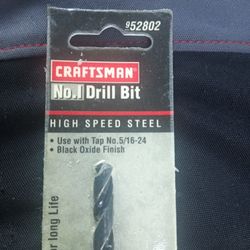 952802
CRAFTSMAN
No.1 Drill Bit
HIGH SPEED STEEL
• Use with Tap No.5/16-24
• Black Oxide Finish
r long Life